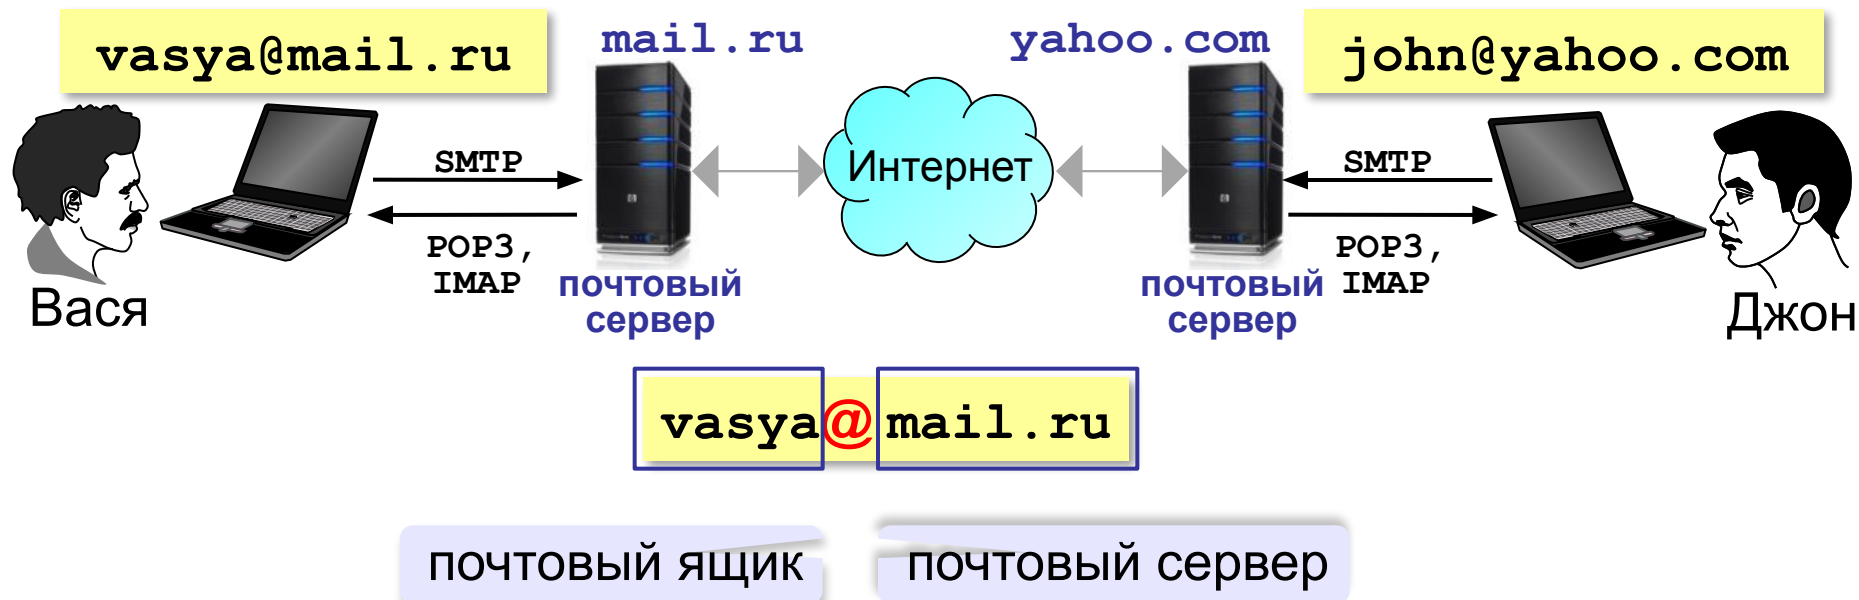 vasya@mail.ru
mail.ru
yahoo.com
john@yahoo.com
SMTP
Интернет
SMTP
POP3,
IMAP
POP3,
IMAP
почтовый
сервер
почтовый
сервер
Вася
Джон
vasya@mail.ru
почтовый ящик
почтовый сервер